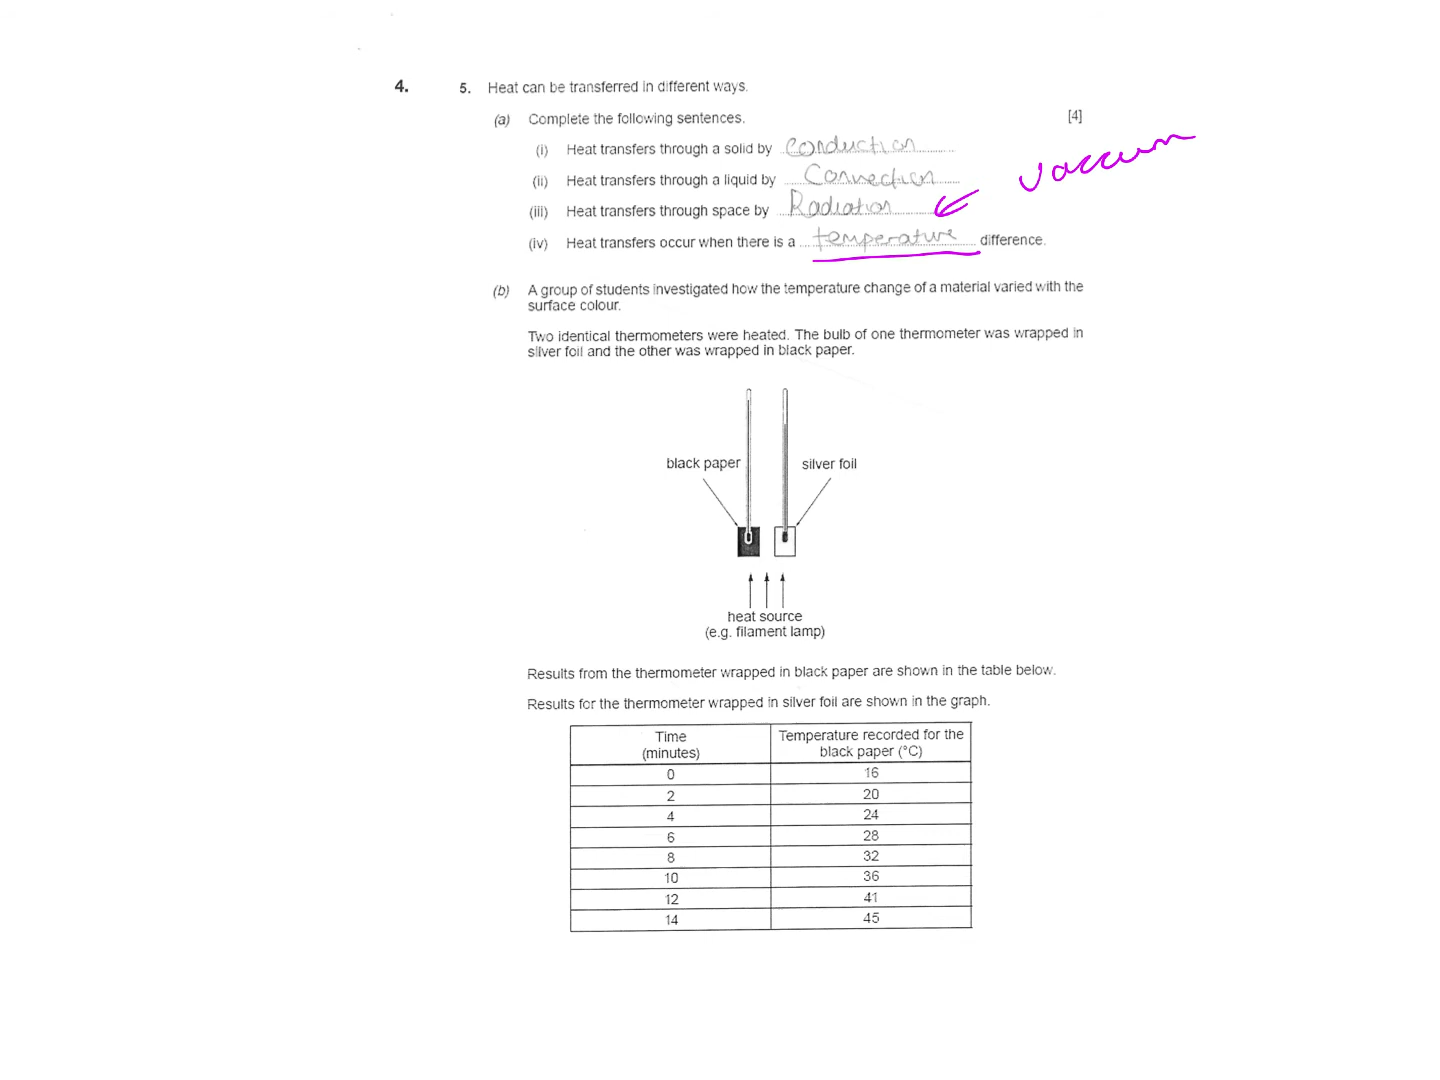 4. 5. Heat can be transferred in different ways.
(a) Complete the following sentences. [4]
(i) Heat transfers through a solid by Conduction
vaccum
(ii) Heat transfers through a liquid by Convection
(iii) Heat transfers through space by Radiation
(iv) Heat transfers occur when there is a temperature difference.
(b) A group of students investigated how the temperature change of a material varied with the
surface colour.
Two identical thermometers were heated. The bulb of one thermometer was wrapped in
silver foil and the other was wrapped in black paper.
black paper silver foil
heat source
(e.g. filament lamp)
Results from the thermometer wrapped in black paper are shown in the table below.
Results for the thermometer wrapped in silver foil are shown in the graph.
Time (minutes) Temperature recorded for the black paper (°C)
0 16
2 20
4 24
6 28
8 32
10 36
12 41
14 45